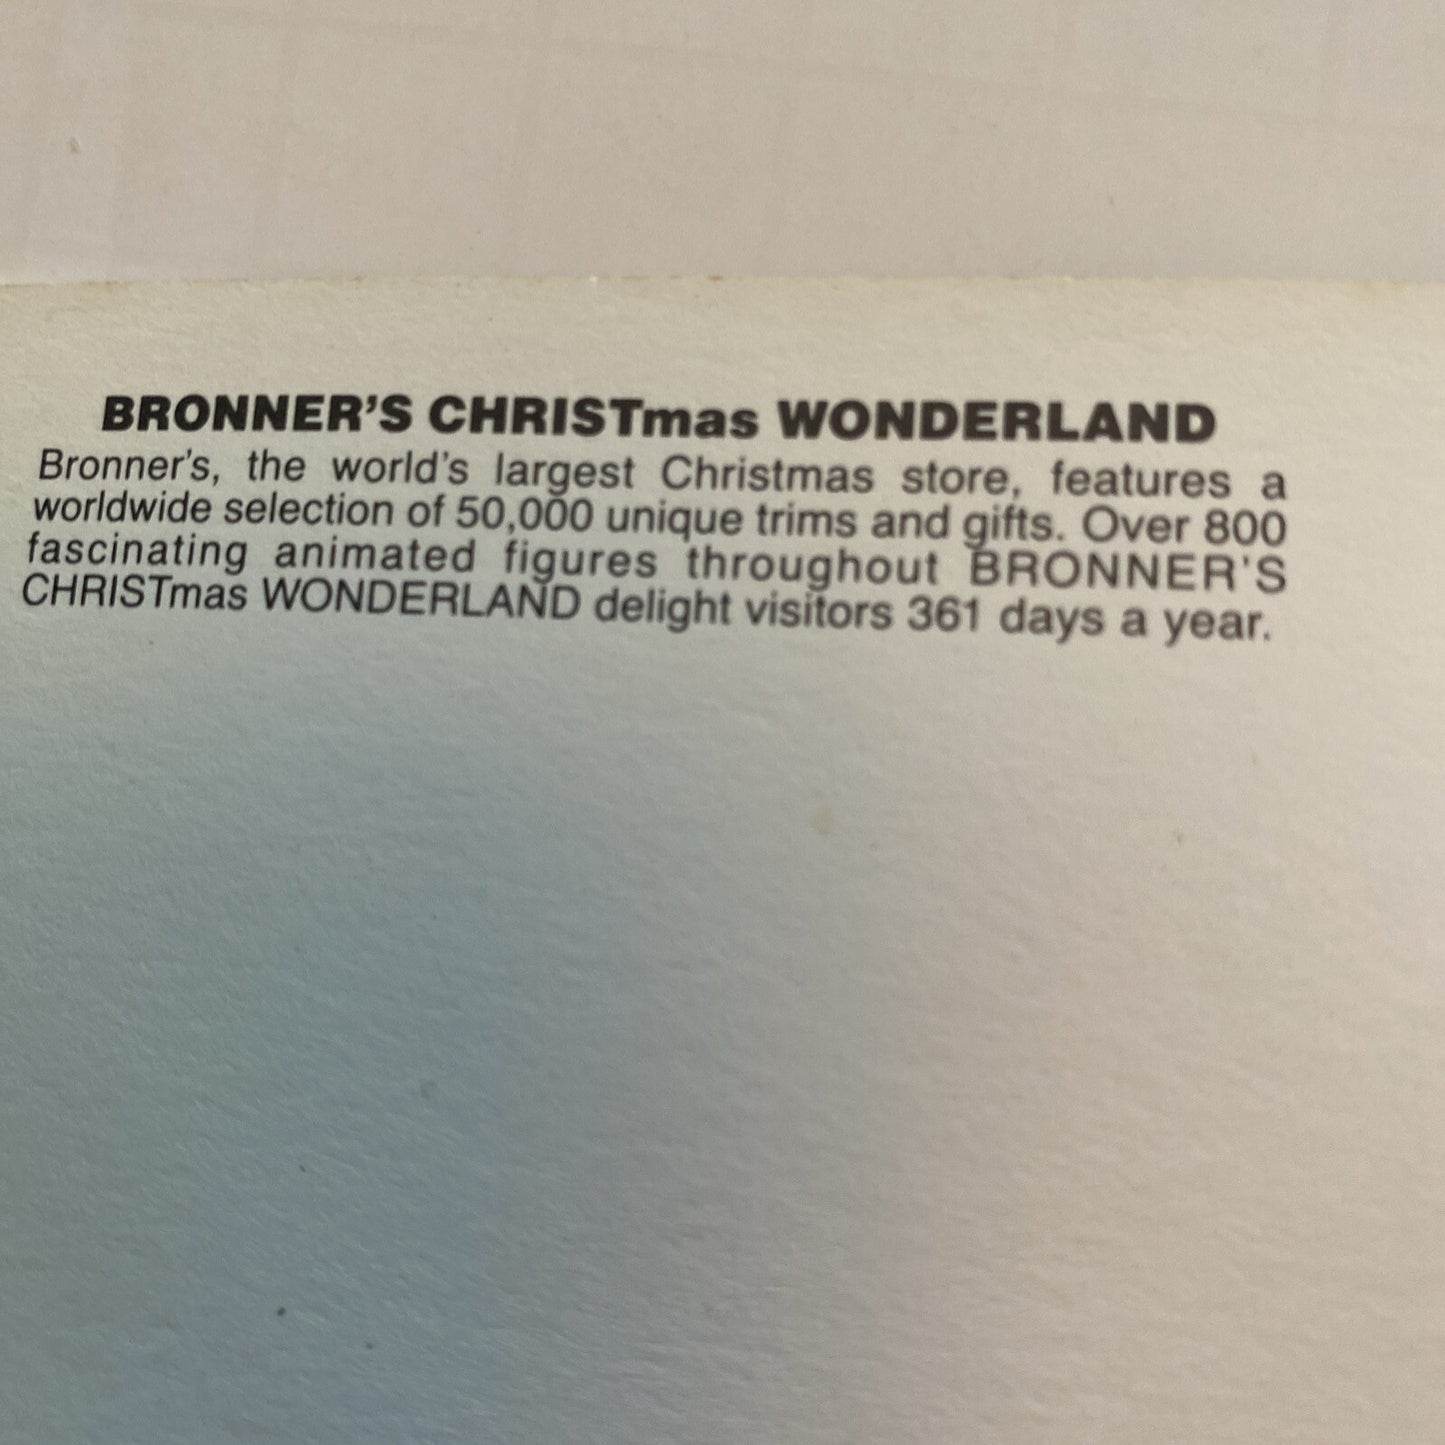 BRONNER'S CHRISTmas WONDERLAND
Bronner's, the world's largest Christmas store, features a
worldwide selection of 50,000 unique trims and gifts. Over 800
fascinating animated figures throughout BRONNER'S
CHRISTmas WONDERLAND delight visitors 361 days a year.